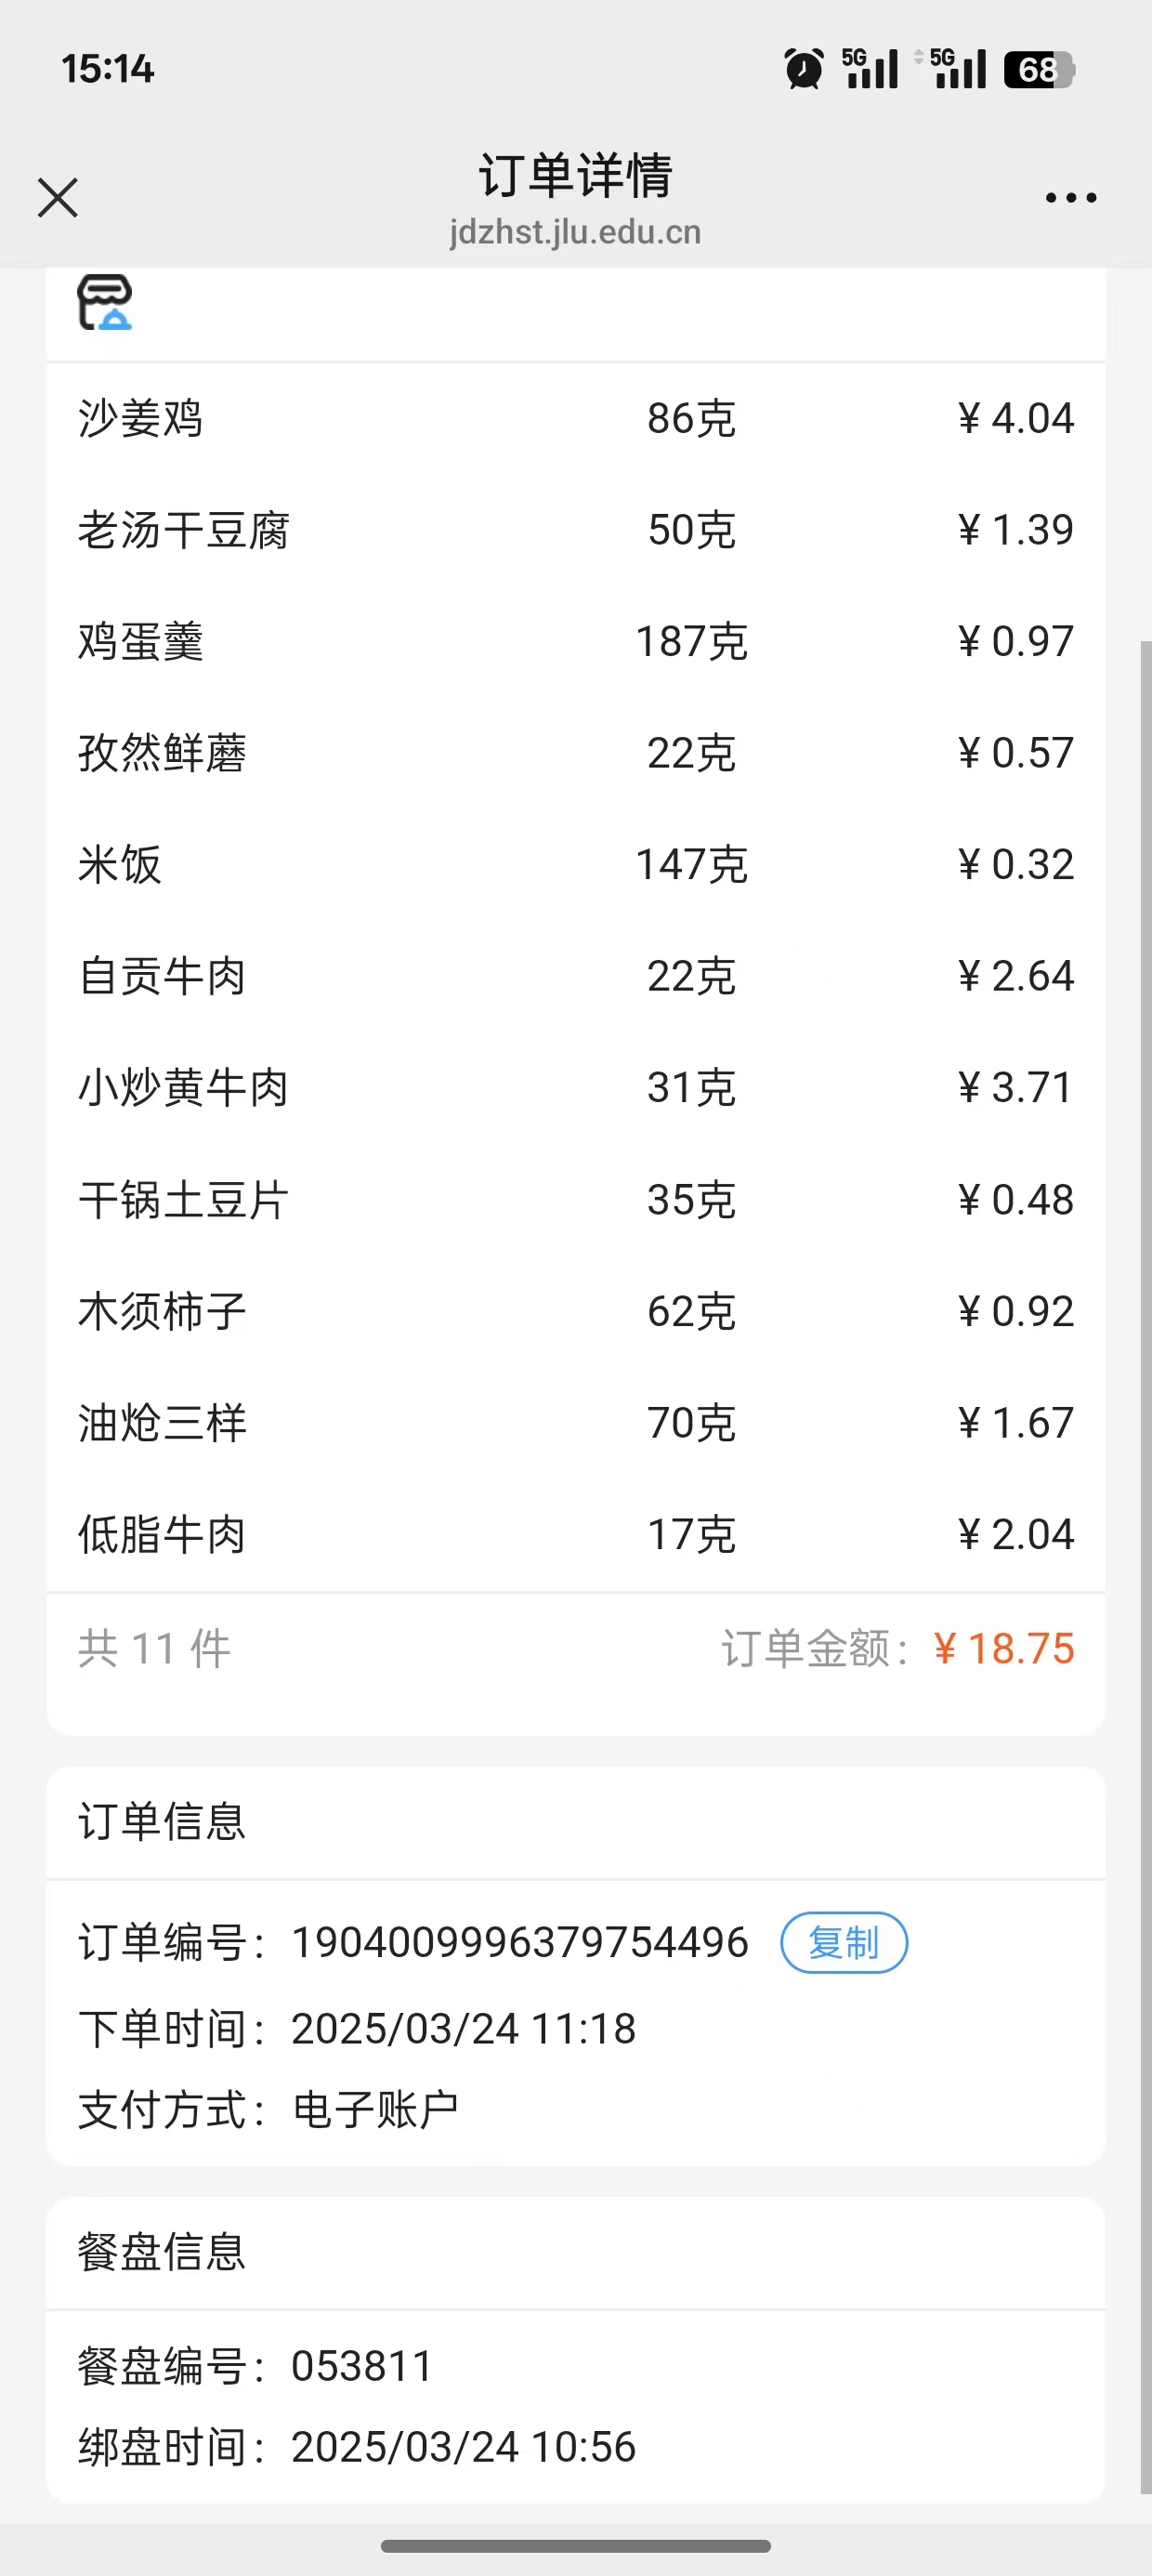 15:14
5G 5G 68
订单详情
jdzhst.jlu.edu.cn
沙姜鸡 86克 ¥ 4.04
老汤干豆腐 50克 ¥ 1.39
鸡蛋羹 187克 ¥ 0.97
孜然鲜蘑 22克 ¥ 0.57
米饭 147克 ¥ 0.32
自贡牛肉 22克 ¥ 2.64
小炒黄牛肉 31克 ¥ 3.71
干锅土豆片 35克 ¥ 0.48
木须柿子 62克 ¥ 0.92
油炝三样 70克 ¥ 1.67
低脂牛肉 17克 ¥ 2.04
共 11 件 订单金额：¥ 18.75
订单信息
订单编号：1904009996379754496 复制
下单时间：2025/03/24 11:18
支付方式：电子账户
餐盘信息
餐盘编号：053811
绑盘时间：2025/03/24 10:56